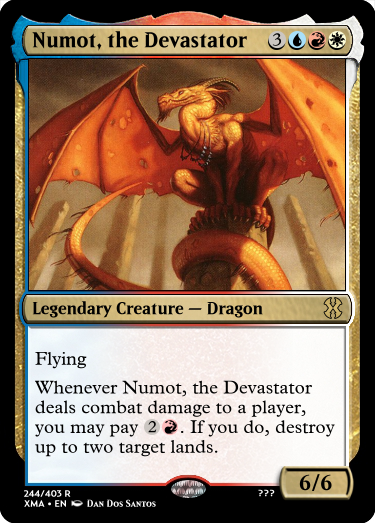 Numot, the Devastator 3
Legendary Creature — Dragon
Flying
Whenever Numot, the Devastator
deals combat damage to a player,
you may pay 2 . If you do, destroy
up to two target lands.
6/6
244/403 R ???
XMA • EN Dan Dos Santos